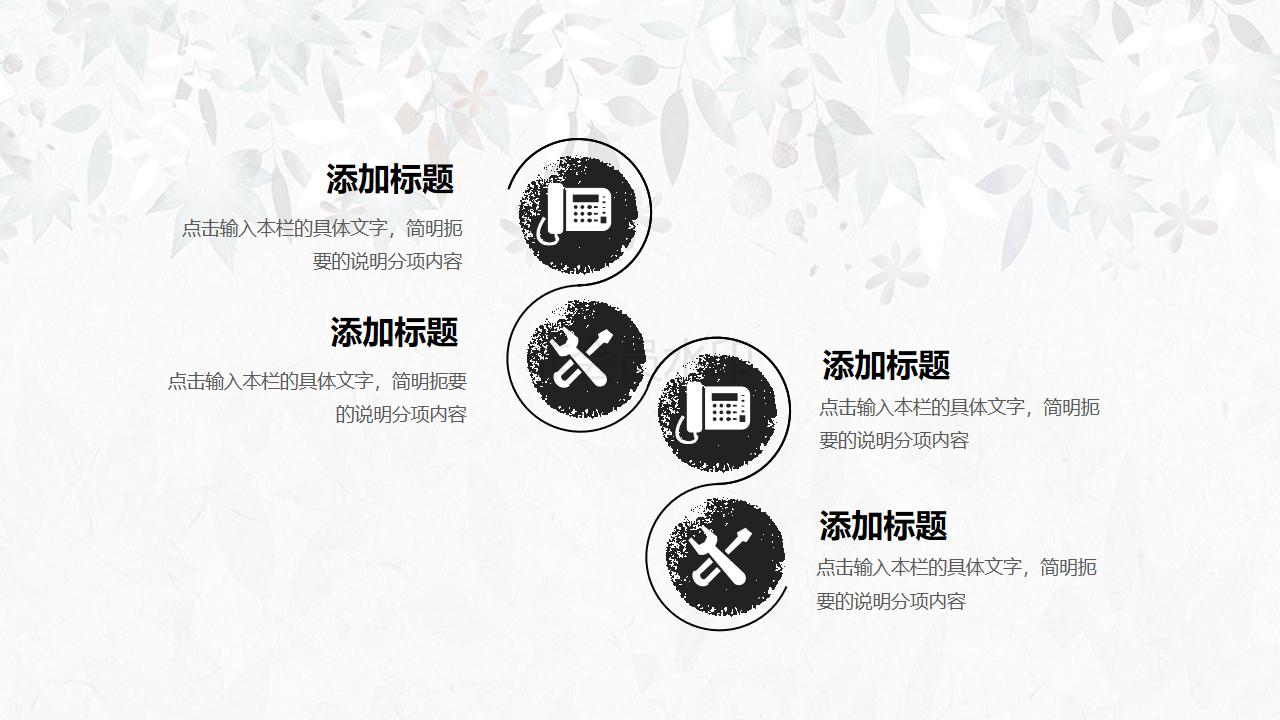 添加标题
点击输入本栏的具体文字，简明扼
要的说明分项内容
添加标题
点击输入本栏的具体文字，简明扼要
的说明分项内容
添加标题
点击输入本栏的具体文字，简明扼
要的说明分项内容
添加标题
点击输入本栏的具体文字，简明扼
要的说明分项内容